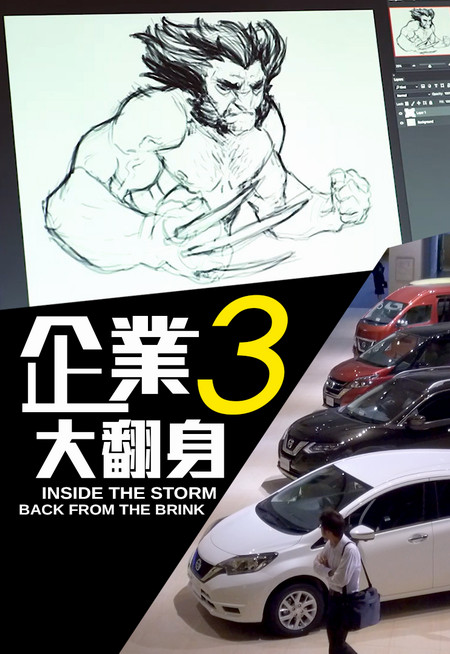 企業3
大翻身
INSIDE THE STORM
BACK FROM THE BRINK